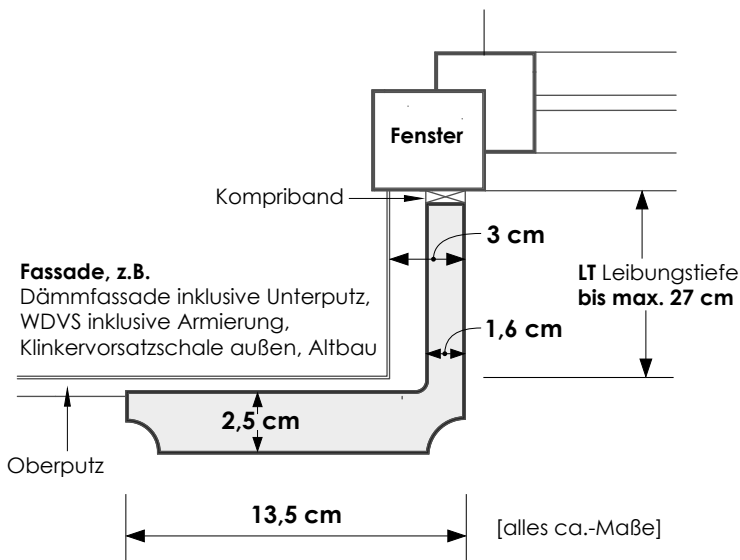 Fenster
Kompriband
3 cm
Fassade, z.B.
Dämmfassade inklusive Unterputz,
WDVS inklusive Armierung,
Klinkervorsatzschale außen, Altbau
LT Leibungstiefe
bis max. 27 cm
1,6 cm
2,5 cm
Oberputz
13,5 cm
[alles ca.-Maße]